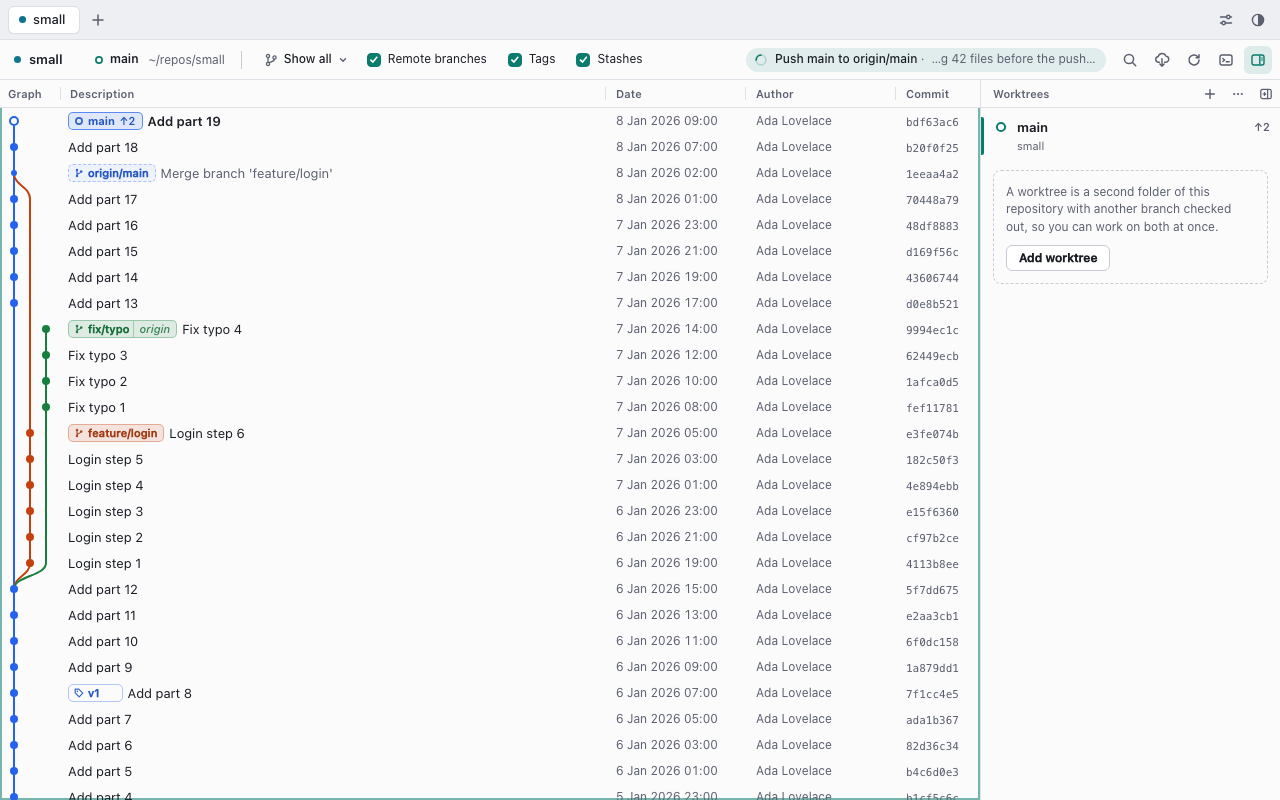 small
small main ~/repos/small Show all Remote branches Tags Stashes Push main to origin/main · …g 42 files before the push…
Graph Description Date Author Commit Worktrees
main ↑2 Add part 19 8 Jan 2026 09:00 Ada Lovelace bdf63ac6
Add part 18 8 Jan 2026 07:00 Ada Lovelace b20f0f25
origin/main Merge branch 'feature/login' 8 Jan 2026 02:00 Ada Lovelace 1eeaa4a2
Add part 17 8 Jan 2026 01:00 Ada Lovelace 70448a79
Add part 16 7 Jan 2026 23:00 Ada Lovelace 48df8883
Add part 15 7 Jan 2026 21:00 Ada Lovelace d169f56c
Add part 14 7 Jan 2026 19:00 Ada Lovelace 43606744
Add part 13 7 Jan 2026 17:00 Ada Lovelace d0e8b521
fix/typo origin Fix typo 4 7 Jan 2026 14:00 Ada Lovelace 9994ec1c
Fix typo 3 7 Jan 2026 12:00 Ada Lovelace 62449ecb
Fix typo 2 7 Jan 2026 10:00 Ada Lovelace 1afca0d5
Fix typo 1 7 Jan 2026 08:00 Ada Lovelace fef11781
feature/login Login step 6 7 Jan 2026 05:00 Ada Lovelace e3fe074b
Login step 5 7 Jan 2026 03:00 Ada Lovelace 182c50f3
Login step 4 7 Jan 2026 01:00 Ada Lovelace 4e894ebb
Login step 3 6 Jan 2026 23:00 Ada Lovelace e15f6360
Login step 2 6 Jan 2026 21:00 Ada Lovelace cf97b2ce
Login step 1 6 Jan 2026 19:00 Ada Lovelace 4113b8ee
Add part 12 6 Jan 2026 15:00 Ada Lovelace 5f7dd675
Add part 11 6 Jan 2026 13:00 Ada Lovelace e2aa3cb1
Add part 10 6 Jan 2026 11:00 Ada Lovelace 6f0dc158
Add part 9 6 Jan 2026 09:00 Ada Lovelace 1a879dd1
v1 Add part 8 6 Jan 2026 07:00 Ada Lovelace 7f1cc4e5
Add part 7 6 Jan 2026 05:00 Ada Lovelace ada1b367
Add part 6 6 Jan 2026 03:00 Ada Lovelace 82d36c34
Add part 5 6 Jan 2026 01:00 Ada Lovelace b4c6d0e3
Add part 4 5 Jan 2026 23:00 Ada Lovelace b1cf5c6c
main ↑2
small
A worktree is a second folder of this
repository with another branch checked
out, so you can work on both at once.
Add worktree